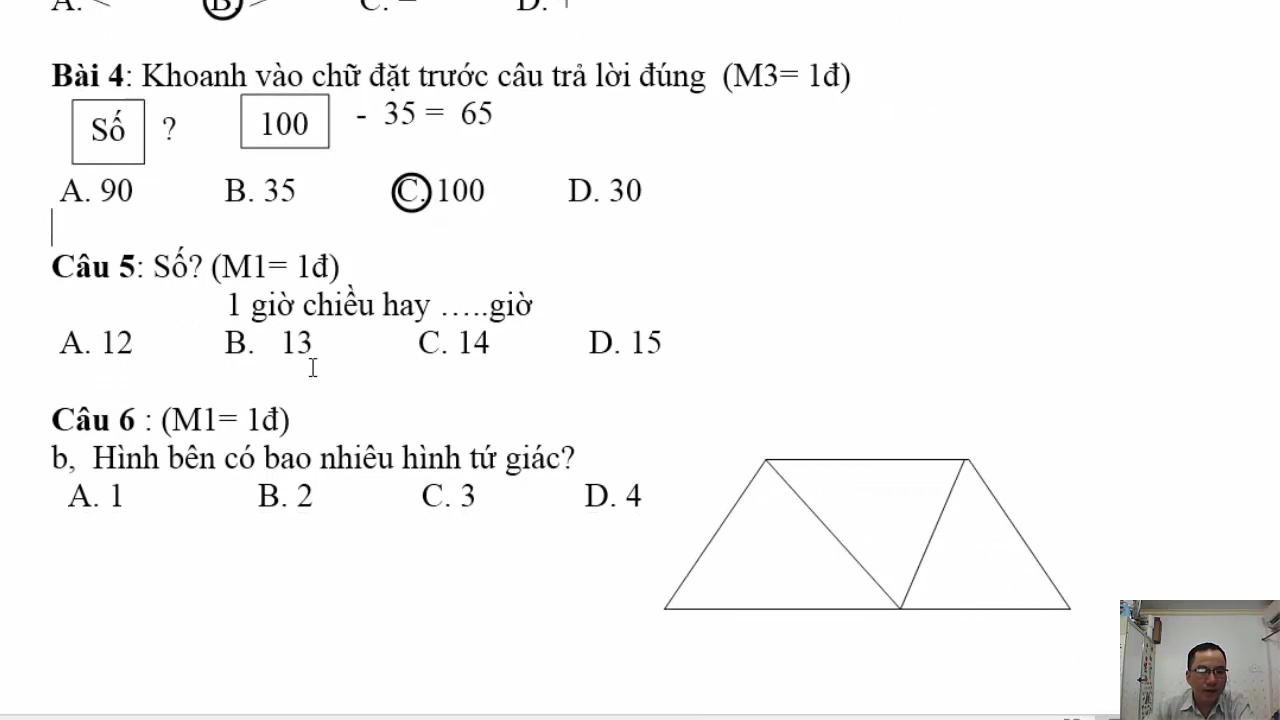 A. < B. > C. = D. +
Bài 4: Khoanh vào chữ đặt trước câu trả lời đúng (M3= 1đ)
Số ? 100 - 35 = 65
A. 90 B. 35 C. 100 D. 30
Câu 5: Số? (M1= 1đ)
1 giờ chiều hay .....giờ
A. 12 B. 13 C. 14 D. 15
Câu 6 : (M1= 1đ)
b, Hình bên có bao nhiêu hình tứ giác?
A. 1 B. 2 C. 3 D. 4